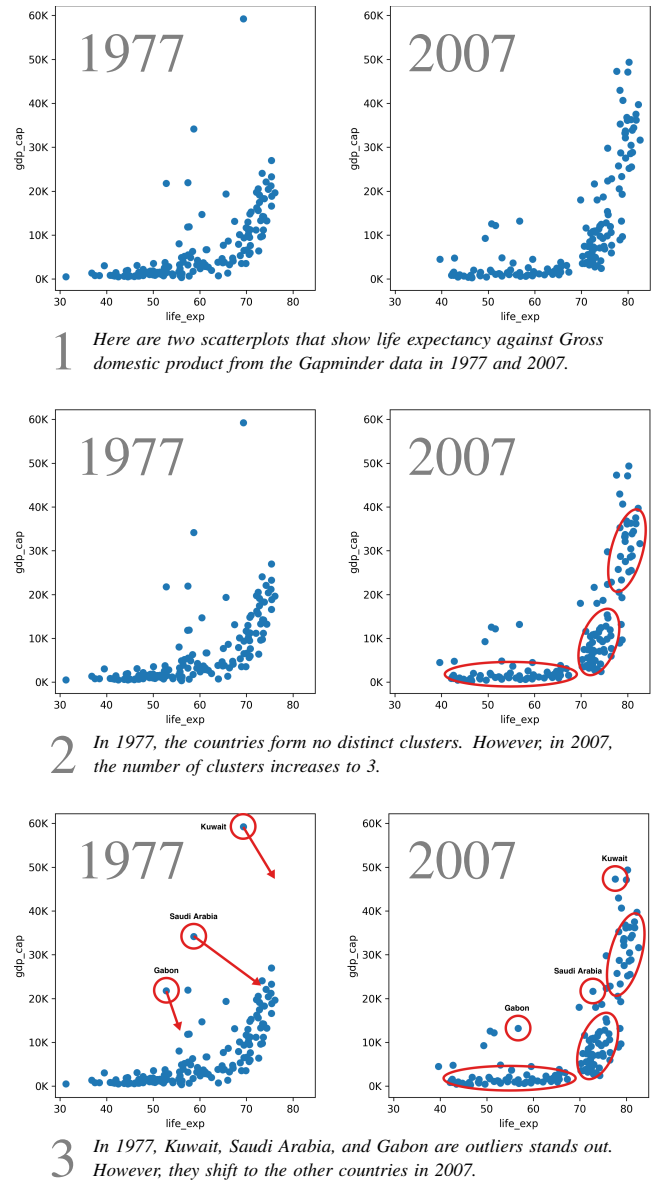 1977
60K
50K
40K
30K
20K
10K
0K
gdp_cap
30 40 50 60 70 80
life_exp
2007
60K
50K
40K
30K
20K
10K
0K
gdp_cap
30 40 50 60 70 80
life_exp
1 Here are two scatterplots that show life expectancy against Gross
domestic product from the Gapminder data in 1977 and 2007.
1977
60K
50K
40K
30K
20K
10K
0K
gdp_cap
30 40 50 60 70 80
life_exp
2007
60K
50K
40K
30K
20K
10K
0K
gdp_cap
30 40 50 60 70 80
life_exp
2 In 1977, the countries form no distinct clusters. However, in 2007,
the number of clusters increases to 3.
1977
60K
50K
40K
30K
20K
10K
0K
gdp_cap
Kuwait
Saudi Arabia
Gabon
30 40 50 60 70 80
life_exp
2007
60K
50K
40K
30K
20K
10K
0K
gdp_cap
Kuwait
Saudi Arabia
Gabon
30 40 50 60 70 80
life_exp
3 In 1977, Kuwait, Saudi Arabia, and Gabon are outliers stands out.
However, they shift to the other countries in 2007.